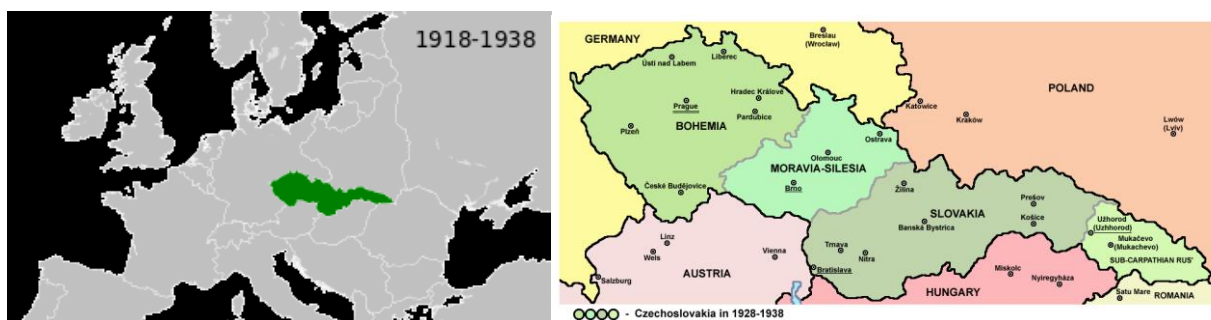 1918-1938
GERMANY
Breslau
(Wrocław)
Ústí nad Labem
Liberec
POLAND
Hradec Králové
Prague
Katowice
Pardubice
Kraków
Lwów
(Lviv)
Plzeň
BOHEMIA
Ostrava
Olomouc
MORAVIA-SILESIA
České Budějovice
Brno
Žilina
Prešov
SLOVAKIA
Košice
Užhorod
(Uzhhorod)
Banská Bystrica
Mukačevo
(Mukachevo)
Linz
Wels
Vienna
Trnava
Nitra
SUB-CARPATHIAN RUS'
Salzburg
AUSTRIA
Bratislava
Miskolc
Nyíregyháza
HUNGARY
Satu Mare
ROMANIA
- Czechoslovakia in 1928-1938